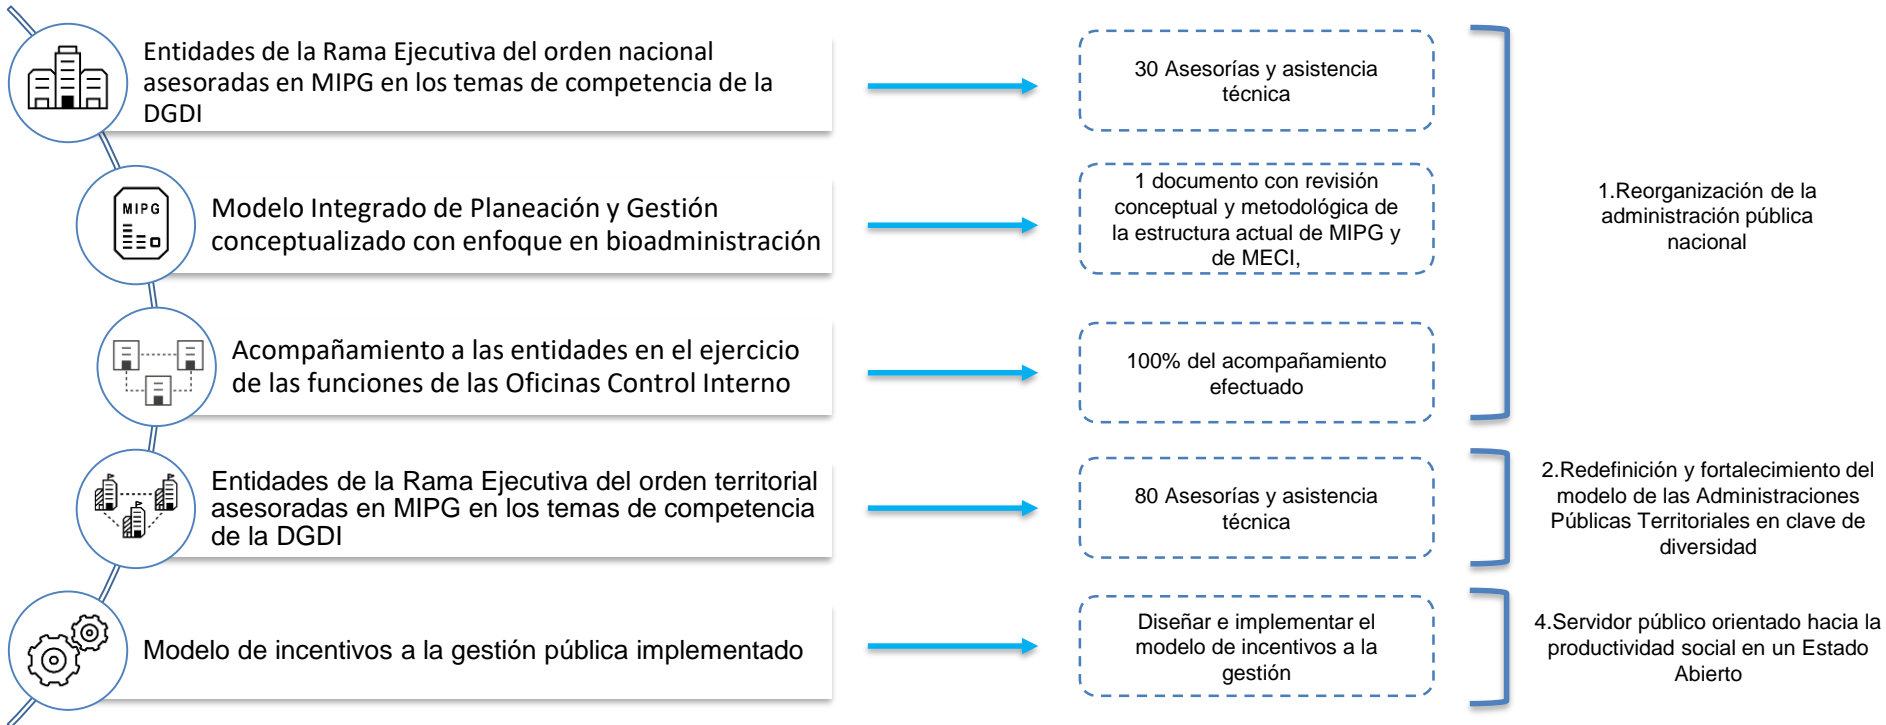 Entidades de la Rama Ejecutiva del orden nacional
asesoradas en MIPG en los temas de competencia de la
DGDI
30 Asesorías y asistencia
técnica
MIPG
Modelo Integrado de Planeación y Gestión
conceptualizado con enfoque en bioadministración
1 documento con revisión
conceptual y metodológica de
la estructura actual de MIPG y
de MECI,
1.Reorganización de la
administración pública
nacional
Acompañamiento a las entidades en el ejercicio
de las funciones de las Oficinas Control Interno
100% del acompañamiento
efectuado
Entidades de la Rama Ejecutiva del orden territorial
asesoradas en MIPG en los temas de competencia
de la DGDI
80 Asesorías y asistencia
técnica
2.Redefinición y fortalecimiento del
modelo de las Administraciones
Públicas Territoriales en clave de
diversidad
Modelo de incentivos a la gestión pública implementado
Diseñar e implementar el
modelo de incentivos a la
gestión
4.Servidor público orientado hacia la
productividad social en un Estado
Abierto